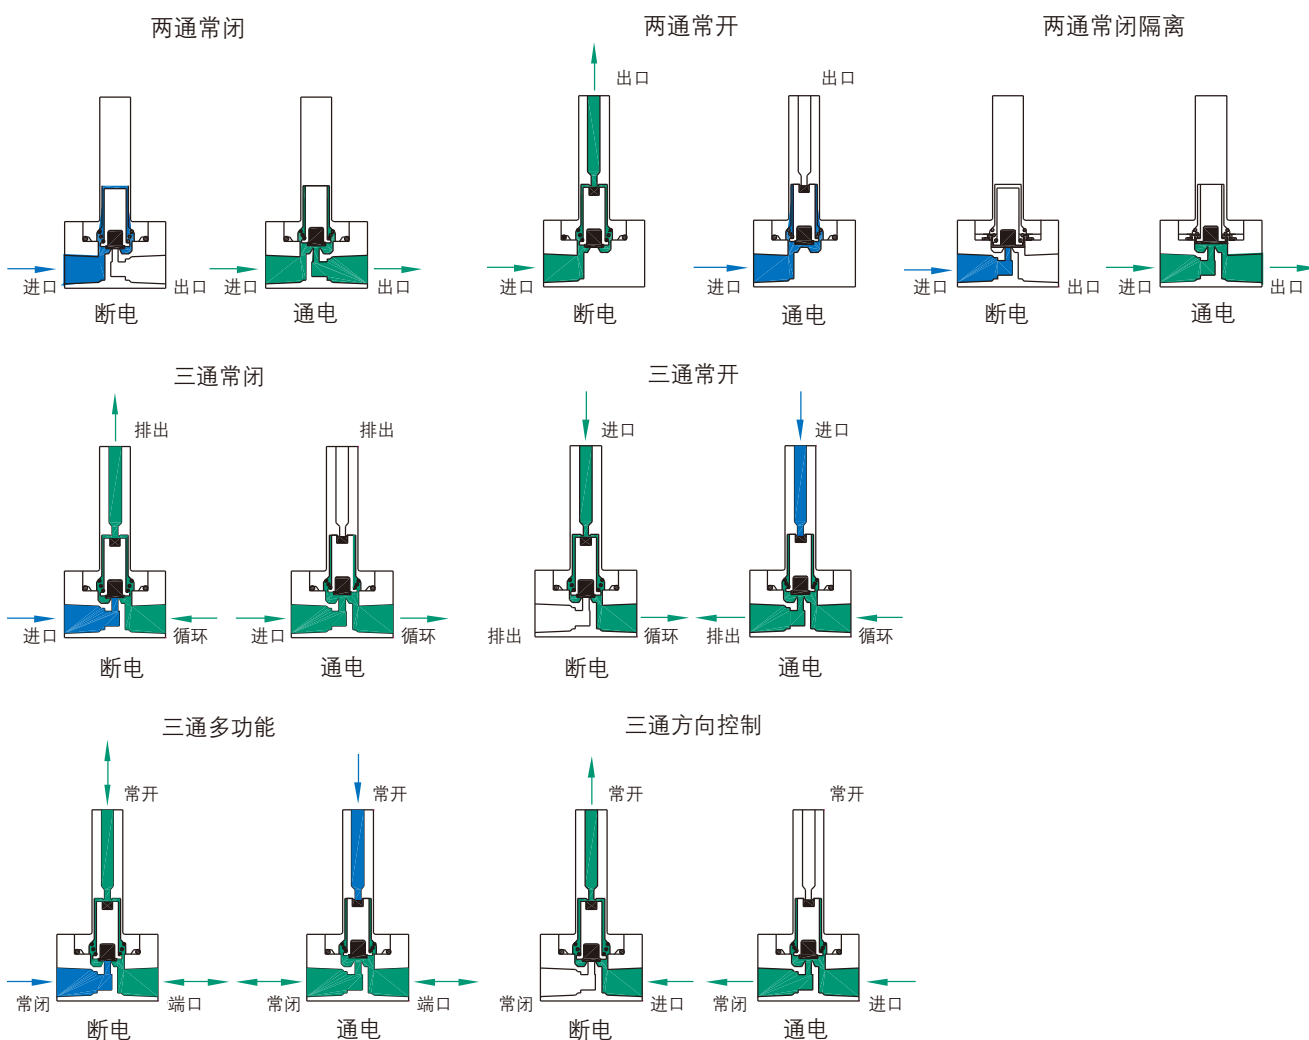 两通常闭
两通常开
两通常闭隔离
出口
出口
进口
出口
进口
出口
进口
进口
进口
出口
进口
出口
断电
通电
断电
通电
断电
通电
三通常闭
三通常开
排出
排出
进口
进口
进口
循环
进口
循环
排出
循环
排出
循环
断电
通电
断电
通电
三通多功能
三通方向控制
常开
常开
常开
常开
常闭
端口
常闭
端口
常闭
进口
常闭
进口
断电
通电
断电
通电